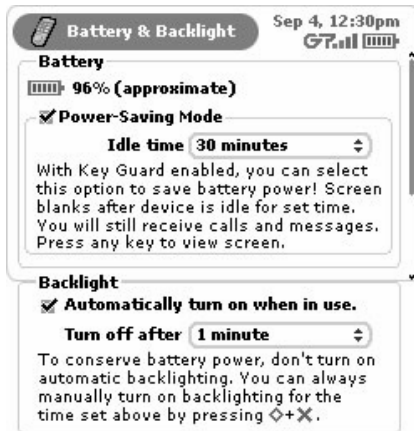 Battery & Backlight
Sep 4, 12:30pm
G
Battery
96% (approximate)
Power-Saving Mode
Idle time 30 minutes
With Key Guard enabled, you can select
this option to save battery power! Screen
blanks after device is idle for set time.
You will still receive calls and messages.
Press any key to view screen.
Backlight
Automatically turn on when in use.
Turn off after 1 minute
To conserve battery power, don't turn on
automatic backlighting. You can always
manually turn on backlighting for the
time set above by pressing ◇+✕.